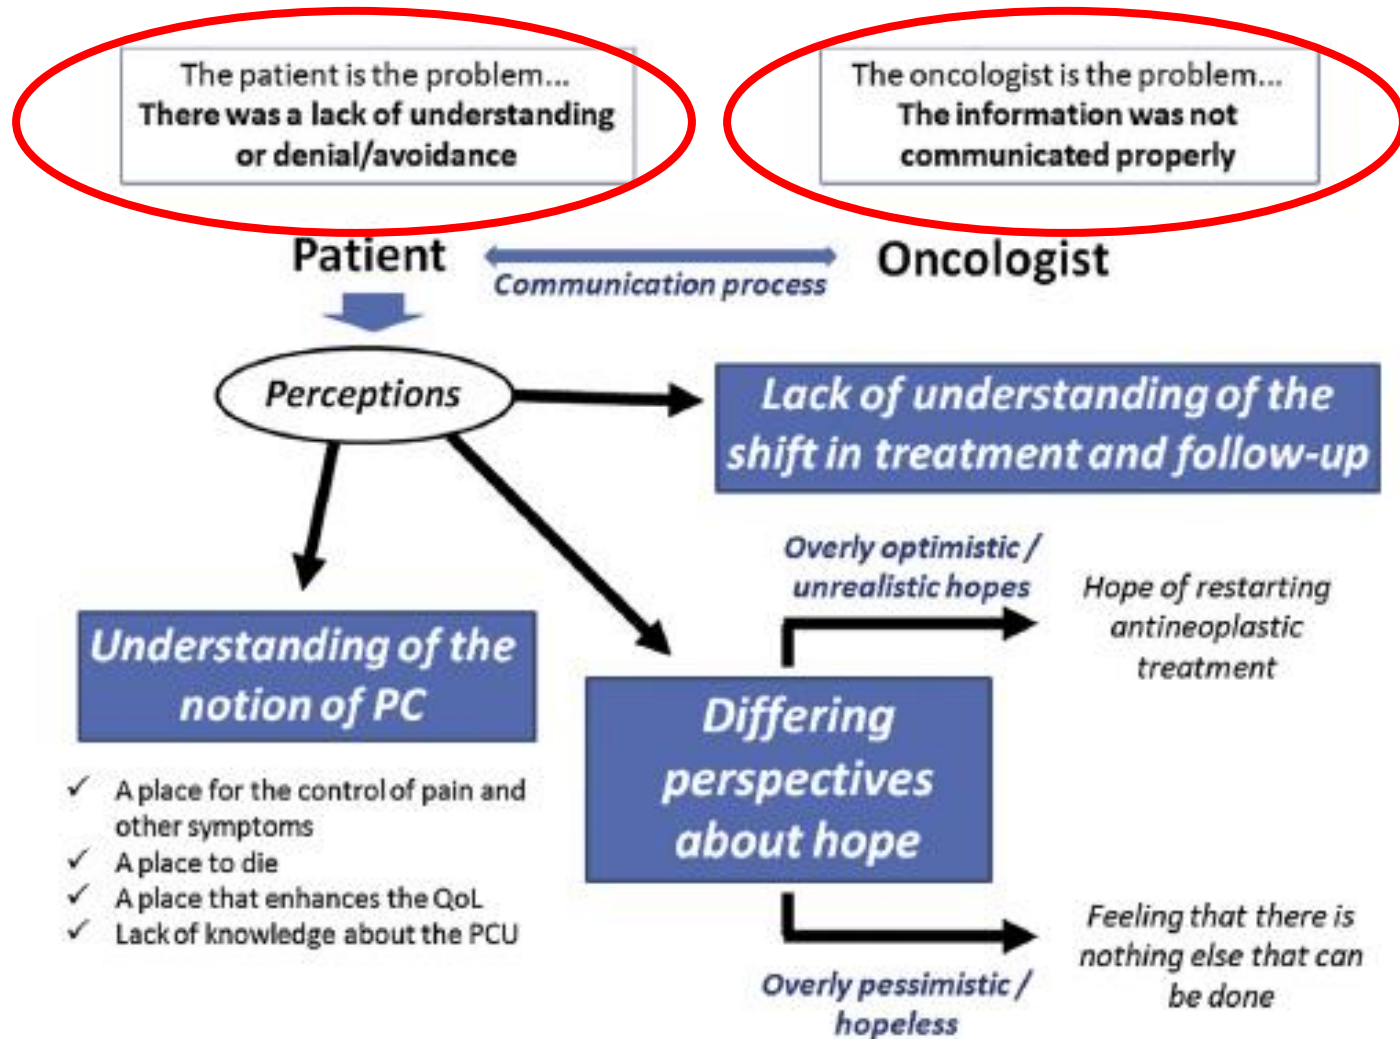 The patient is the problem...
There was a lack of understanding
or denial/avoidance
The oncologist is the problem...
The information was not
communicated properly
Patient
Oncologist
Communication process
Perceptions
Lack of understanding of the
shift in treatment and follow-up
Understanding of the
notion of PC
✓ A place for the control of pain and
other symptoms
✓ A place to die
✓ A place that enhances the QoL
✓ Lack of knowledge about the PCU
Overly optimistic /
unrealistic hopes
Hope of restarting
antineoplastic
treatment
Differing
perspectives
about hope
Overly pessimistic /
hopeless
Feeling that there is
nothing else that can
be done